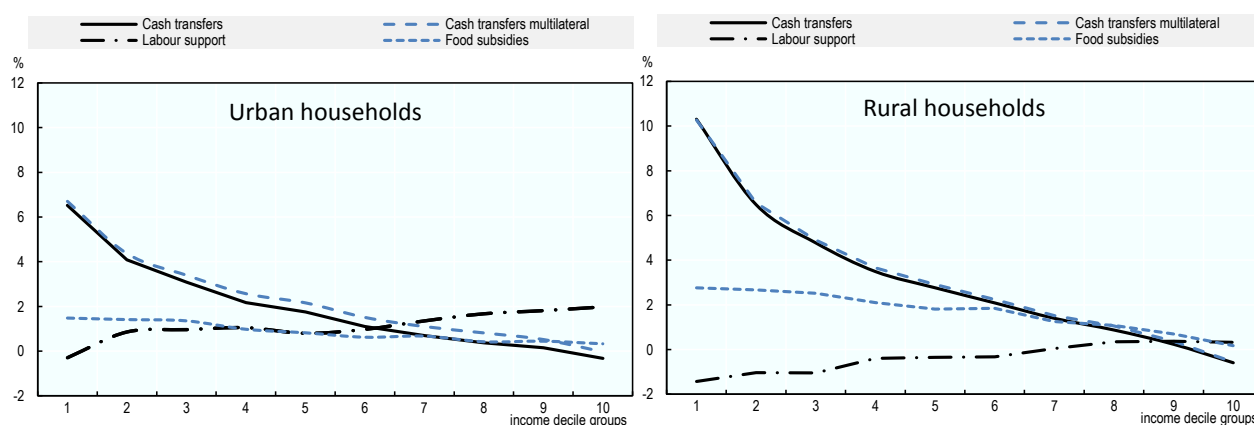 Cash transfers Cash transfers multilateral
Labour support Food subsidies
%
Urban households
12
10
8
6
4
2
0
-2
1 2 3 4 5 6 7 8 9 10
income decile groups
Cash transfers Cash transfers multilateral
Labour support Food subsidies
%
Rural households
12
10
8
6
4
2
0
-2
1 2 3 4 5 6 7 8 9 10
income decile groups